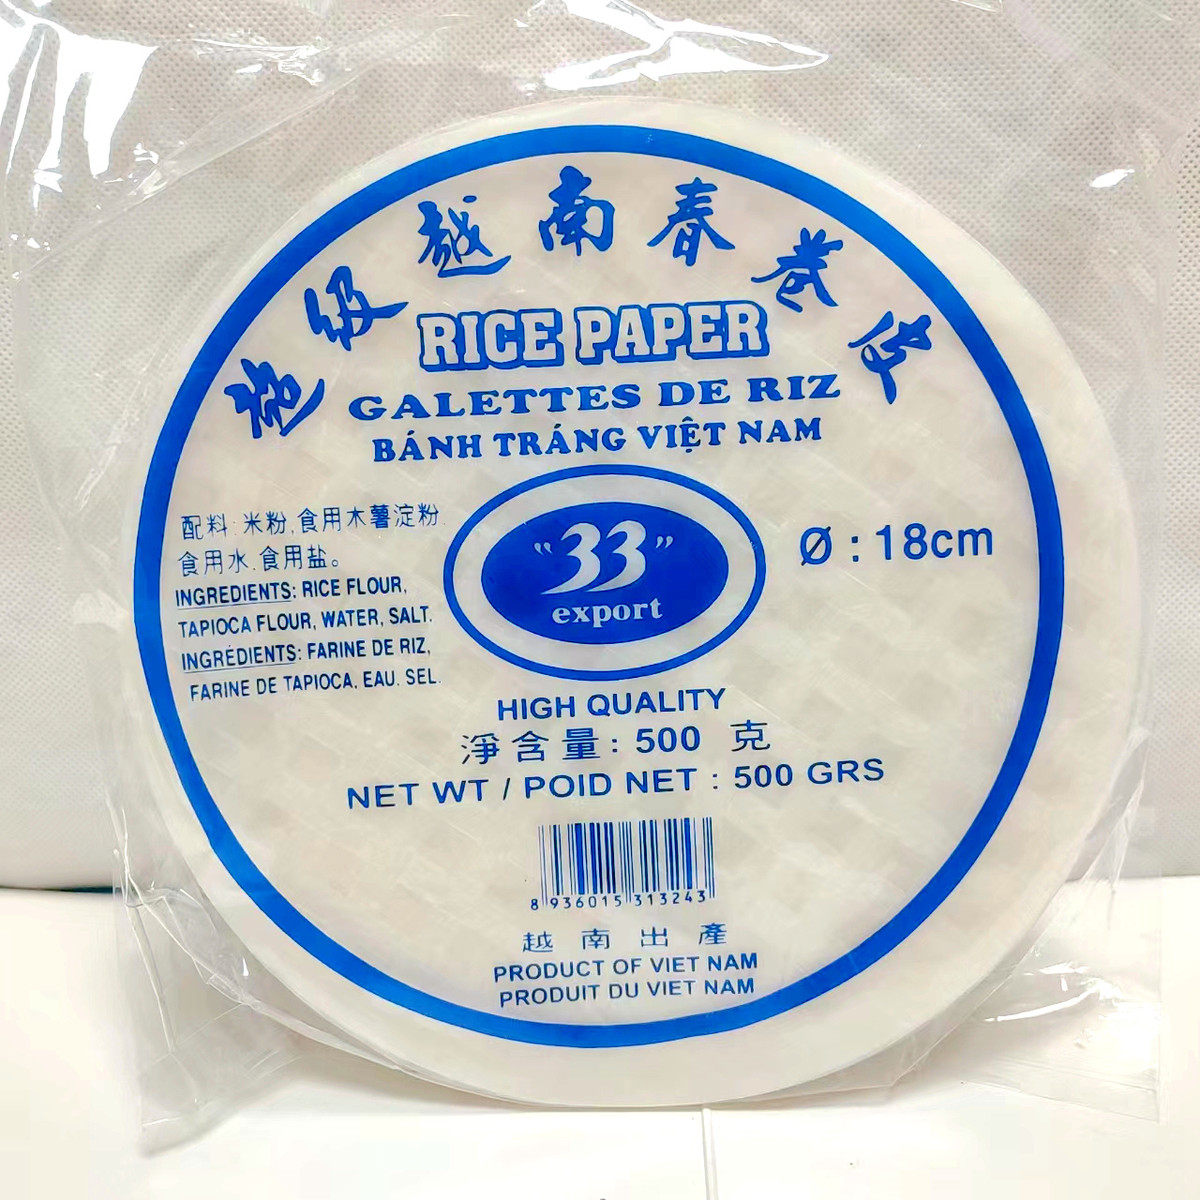 超級越南春卷皮
RICE PAPER
GALETTES DE RIZ
BÁNH TRÁNG VIỆT NAM
配料:米粉,食用木薯淀粉,
食用水,食用盐。
INGREDIENTS: RICE FLOUR,
TAPIOCA FLOUR, WATER, SALT.
INGRÉDIENTS: FARINE DE RIZ,
FARINE DE TAPIOCA, EAU. SEL.
"33"
export
Ø : 18cm
HIGH QUALITY
淨含量: 500 克
NET WT / POID NET : 500 GRS
8 936015 313243
越南出產
PRODUCT OF VIET NAM
PRODUIT DU VIET NAM